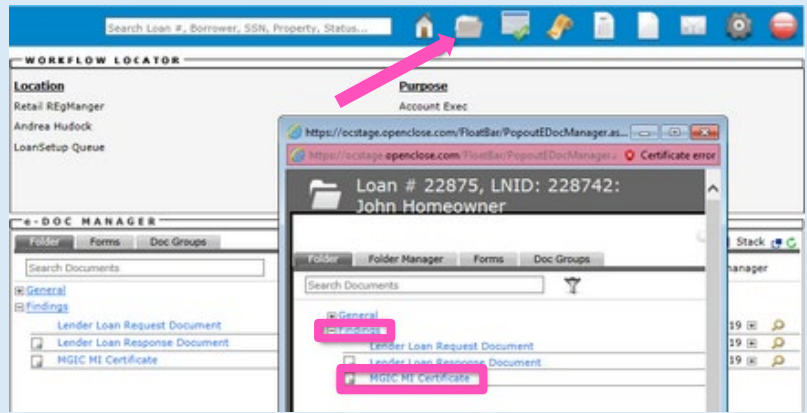 Search Loan #, Borrower, SSN, Property, Status...
WORKFLOW LOCATOR
Location
Purpose
Retail REgManger
Account Exec
Andrea Hudock
LoanSetup Queue
https://ocstage.openclose.com/FloatBar/PopoutEDocManager.as...
https://ocstage.openclose.com/FloatBar/PopoutEDocManager.a
Certificate error
Loan # 22875, LNID: 228742:
John Homeowner
e-DOC MANAGER
Folder Forms Doc Groups
Stack
Search Documents
General
Findings
Lender Loan Request Document
19
Lender Loan Response Document
19
MGIC MI Certificate
19
Folder Folder Manager Forms Doc Groups
Search Documents
General
Findings
Lender Loan Request Document
Lender Loan Response Document
MGIC MI Certificate